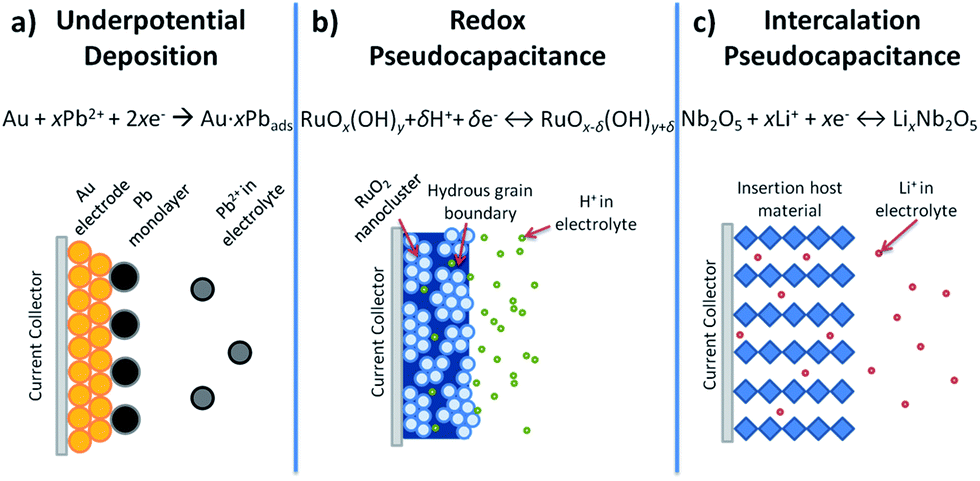 a) Underpotential
Deposition
Au + xPb²⁺ + 2xe⁻ → Au·xPb_ads
Au
electrode
Pb
monolayer
Pb²⁺ in
electrolyte
Current Collector
b) Redox
Pseudocapacitance
RuOₓ(OH)ᵧ+δH⁺+ δe⁻ ↔ RuOₓ₋δ(OH)ᵧ₊δ
RuO₂
nanocluster
Hydrous grain
boundary
H⁺ in
electrolyte
Current Collector
c) Intercalation
Pseudocapacitance
Nb₂O₅ + xLi⁺ + xe⁻ ↔ LiₓNb₂O₅
Insertion host
material
Li⁺ in
electrolyte
Current Collector